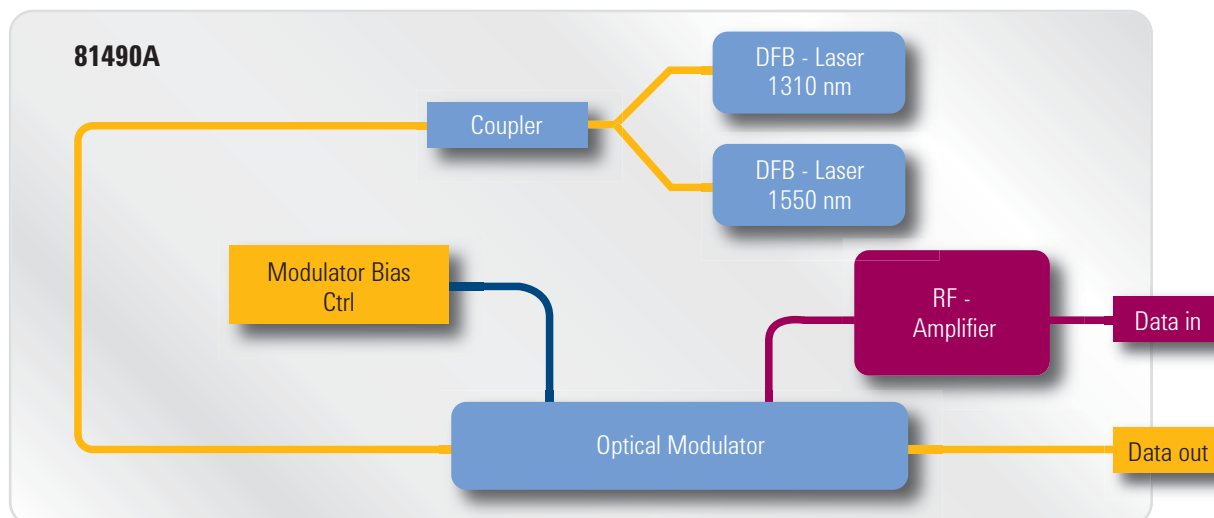 81490A
DFB - Laser
1310 nm
Coupler
DFB - Laser
1550 nm
Modulator Bias
Ctrl
RF -
Amplifier
Data in
Optical Modulator
Data out